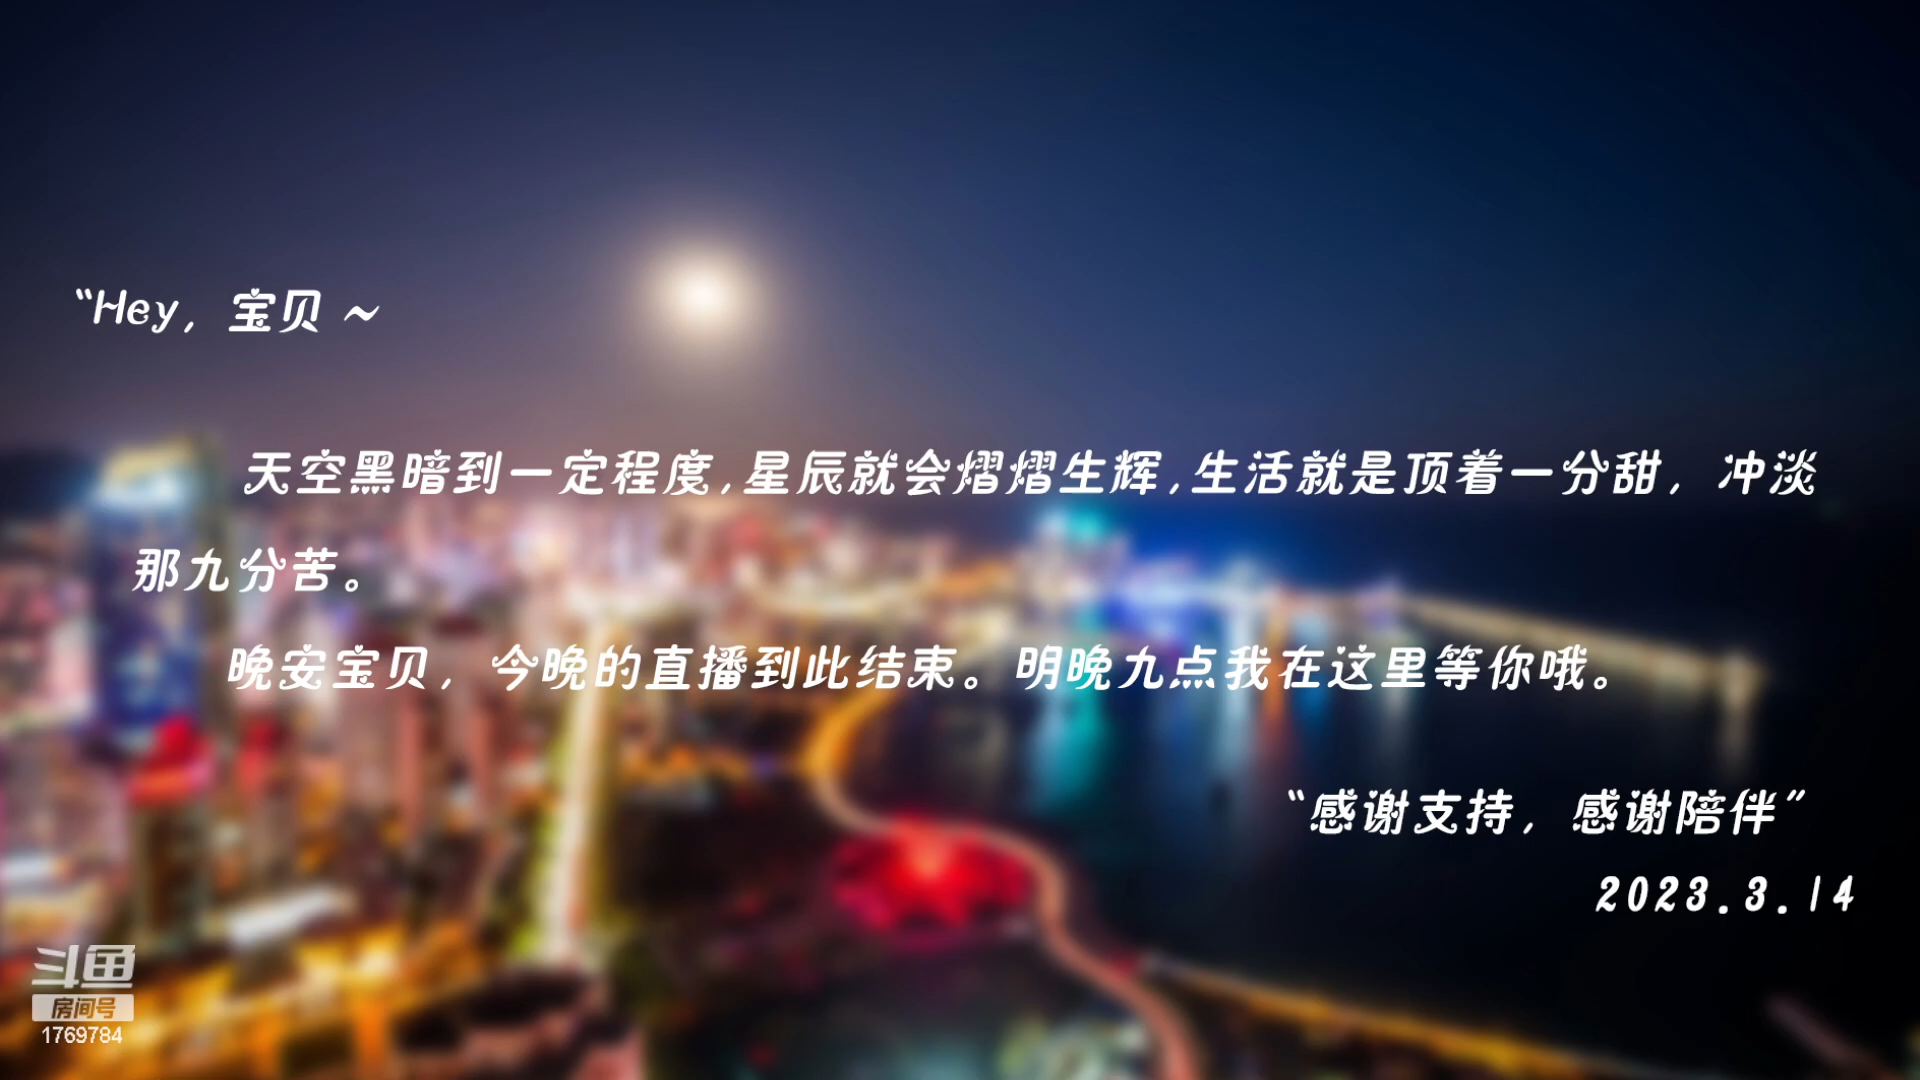 “Hey，宝贝～
天空黑暗到一定程度,星辰就会熠熠生辉,生活就是顶着一分甜，冲淡
那九分苦。
晚安宝贝，今晚的直播到此结束。明晚九点我在这里等你哦。
“感谢支持，感谢陪伴”
2023.3.14
斗鱼
房间号
1769784